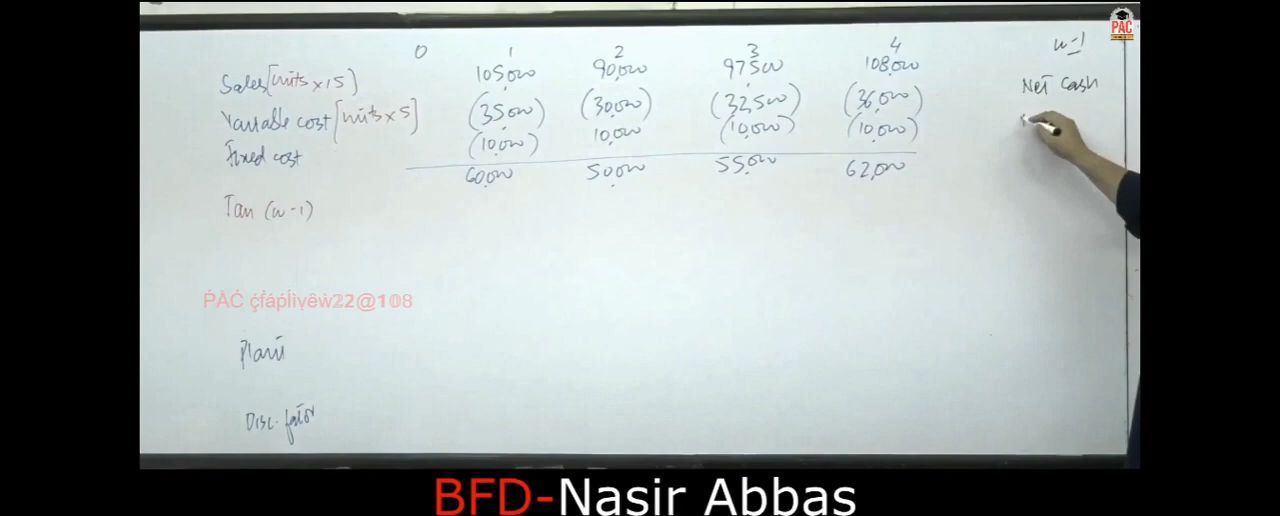 PAC
0 1 2 3 4
w-1
Sales [units x 15] 105,000 90,000 97,500 108,000
Net Cash
Variable cost [units x 5] (35,000) (30,000) (32,500) (36,000)
Fixed cost (10,000) 10,000 (10,000) (10,000)
60,000 50,000 55,000 62,000
Tax (w-1)
ṔÀĊ çḟáṕĺìṿêẁ22@108
Plant
Disc. factor
BFD-Nasir Abbas